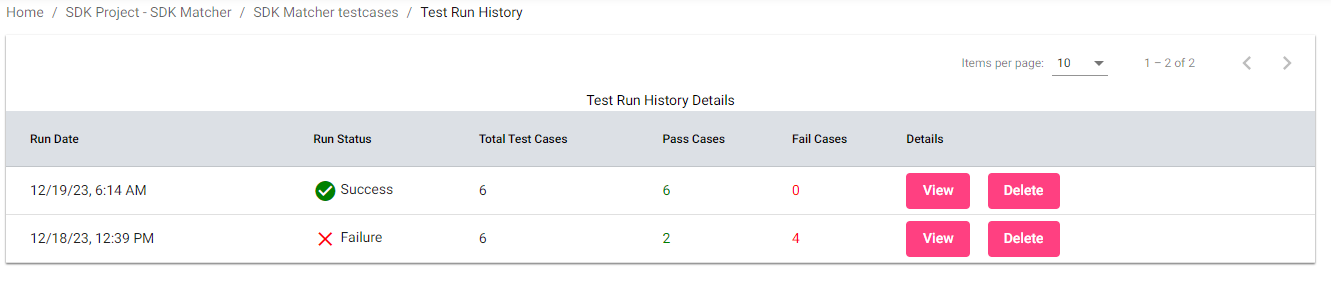 Home / SDK Project - SDK Matcher / SDK Matcher testcases / Test Run History
Items per page: 10 1 – 2 of 2
Test Run History Details
Run Date Run Status Total Test Cases Pass Cases Fail Cases Details
12/19/23, 6:14 AM Success 6 6 0 View Delete
12/18/23, 12:39 PM Failure 6 2 4 View Delete